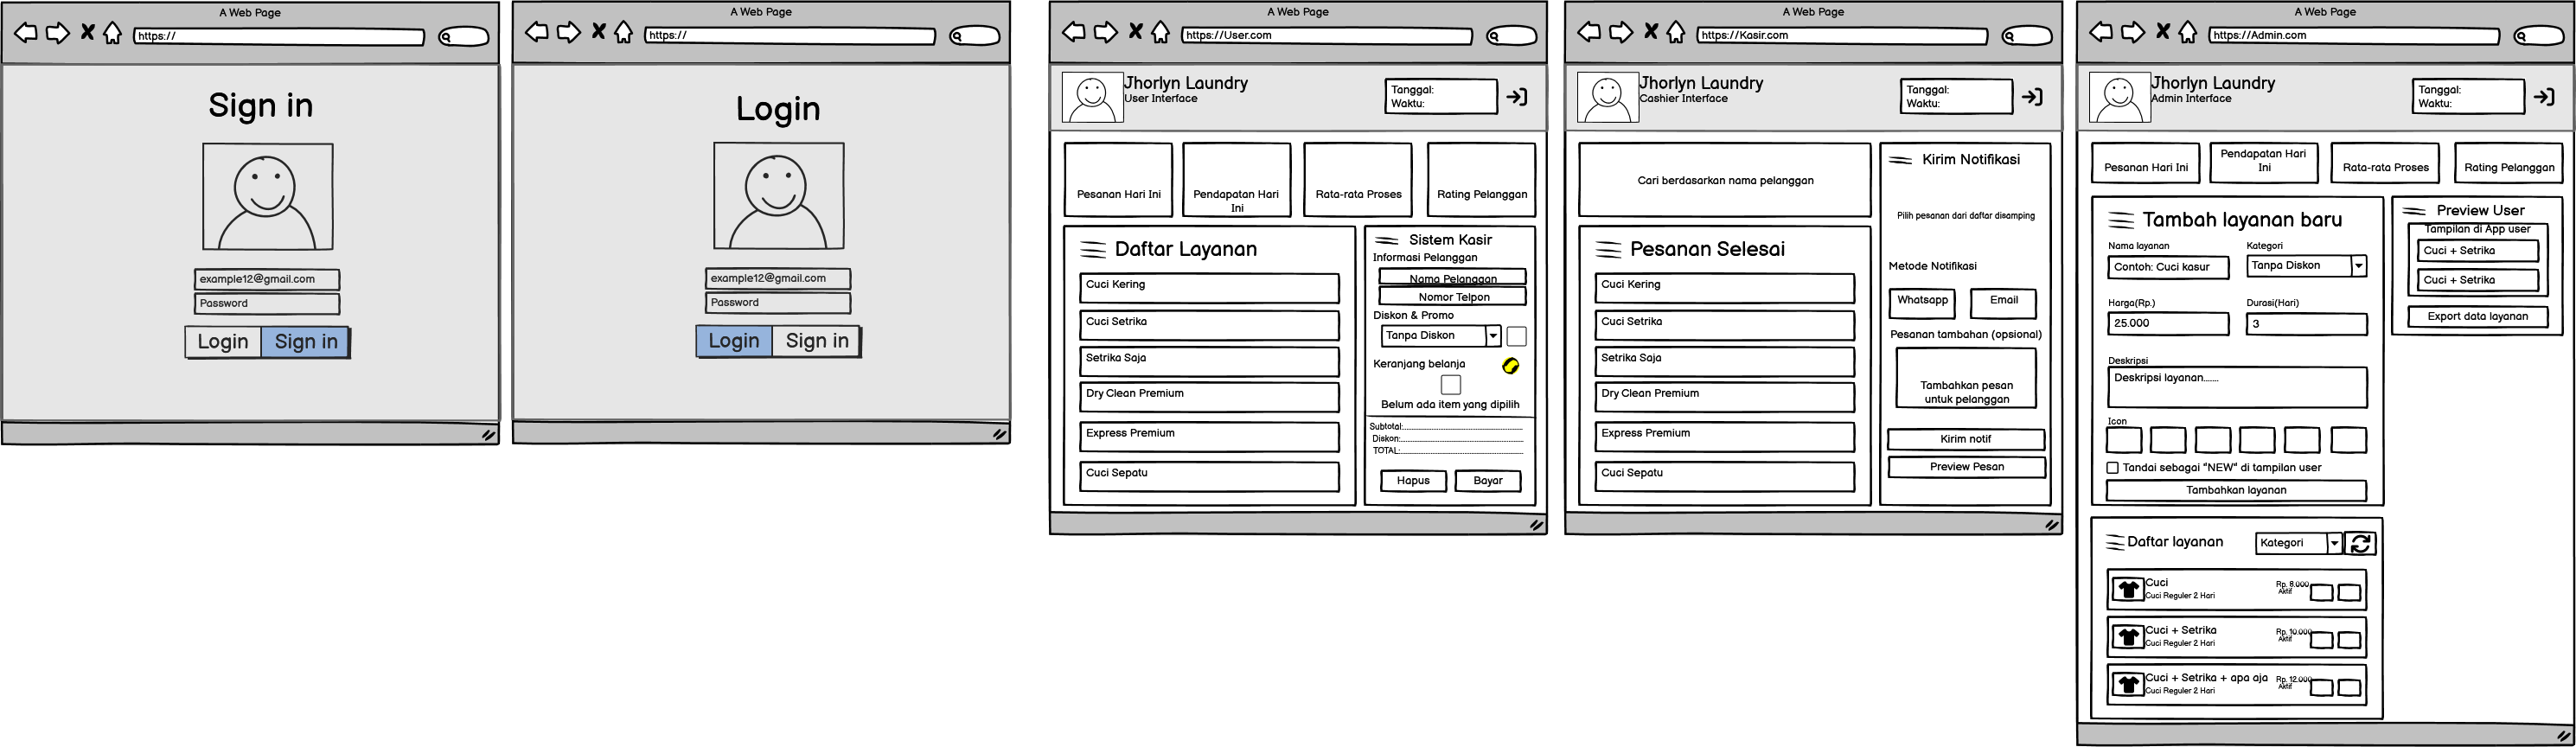 A Web Page
https://
Sign in
example12@gmail.com
Password
Login
Sign in
A Web Page
https://
Login
example12@gmail.com
Password
Login
Sign in
A Web Page
https://User.com
Jhorlyn Laundry
User Interface
Tanggal:
Waktu:
Pesanan Hari Ini
Pendapatan Hari
Ini
Rata-rata Proses
Rating Pelanggan
Daftar Layanan
Cuci Kering
Cuci Setrika
Setrika Saja
Dry Clean Premium
Express Premium
Cuci Sepatu
Sistem Kasir
Informasi Pelanggan
Nama Pelanggan
Nomor Telpon
Diskon & Promo
Tanpa Diskon
Keranjang belanja
Belum ada item yang dipilih
Subtotal:
Diskon:
TOTAL:
Hapus
Bayar
A Web Page
https://Kasir.com
Jhorlyn Laundry
Cashier Interface
Tanggal:
Waktu:
Cari berdasarkan nama pelanggan
Pesanan Selesai
Cuci Kering
Cuci Setrika
Setrika Saja
Dry Clean Premium
Express Premium
Cuci Sepatu
Kirim Notifikasi
Pilih pesanan dari daftar disamping
Metode Notifikasi
Whatsapp
Email
Pesanan tambahan (opsional)
Tambahkan pesan
untuk pelanggan
Kirim notif
Preview Pesan
A Web Page
https://Admin.com
Jhorlyn Laundry
Admin Interface
Tanggal:
Waktu:
Pesanan Hari Ini
Pendapatan Hari
Ini
Rata-rata Proses
Rating Pelanggan
Tambah layanan baru
Nama layanan
Kategori
Contoh: Cuci kasur
Tanpa Diskon
Harga(Rp.)
Durasi(Hari)
25.000
3
Deskripsi
Deskripsi layanan......
Icon
Tandai sebagai "NEW" di tampilan user
Tambahkan layanan
Preview User
Tampilan di App user
Cuci + Setrika
Cuci + Setrika
Export data layanan
Daftar layanan
Kategori
Cuci
Cuci Reguler 2 Hari
Rp. 8.000
Aktif
Cuci + Setrika
Cuci Reguler 2 Hari
Rp. 10.000
Aktif
Cuci + Setrika + apa aja
Cuci Reguler 2 Hari
Rp. 12.000
Aktif